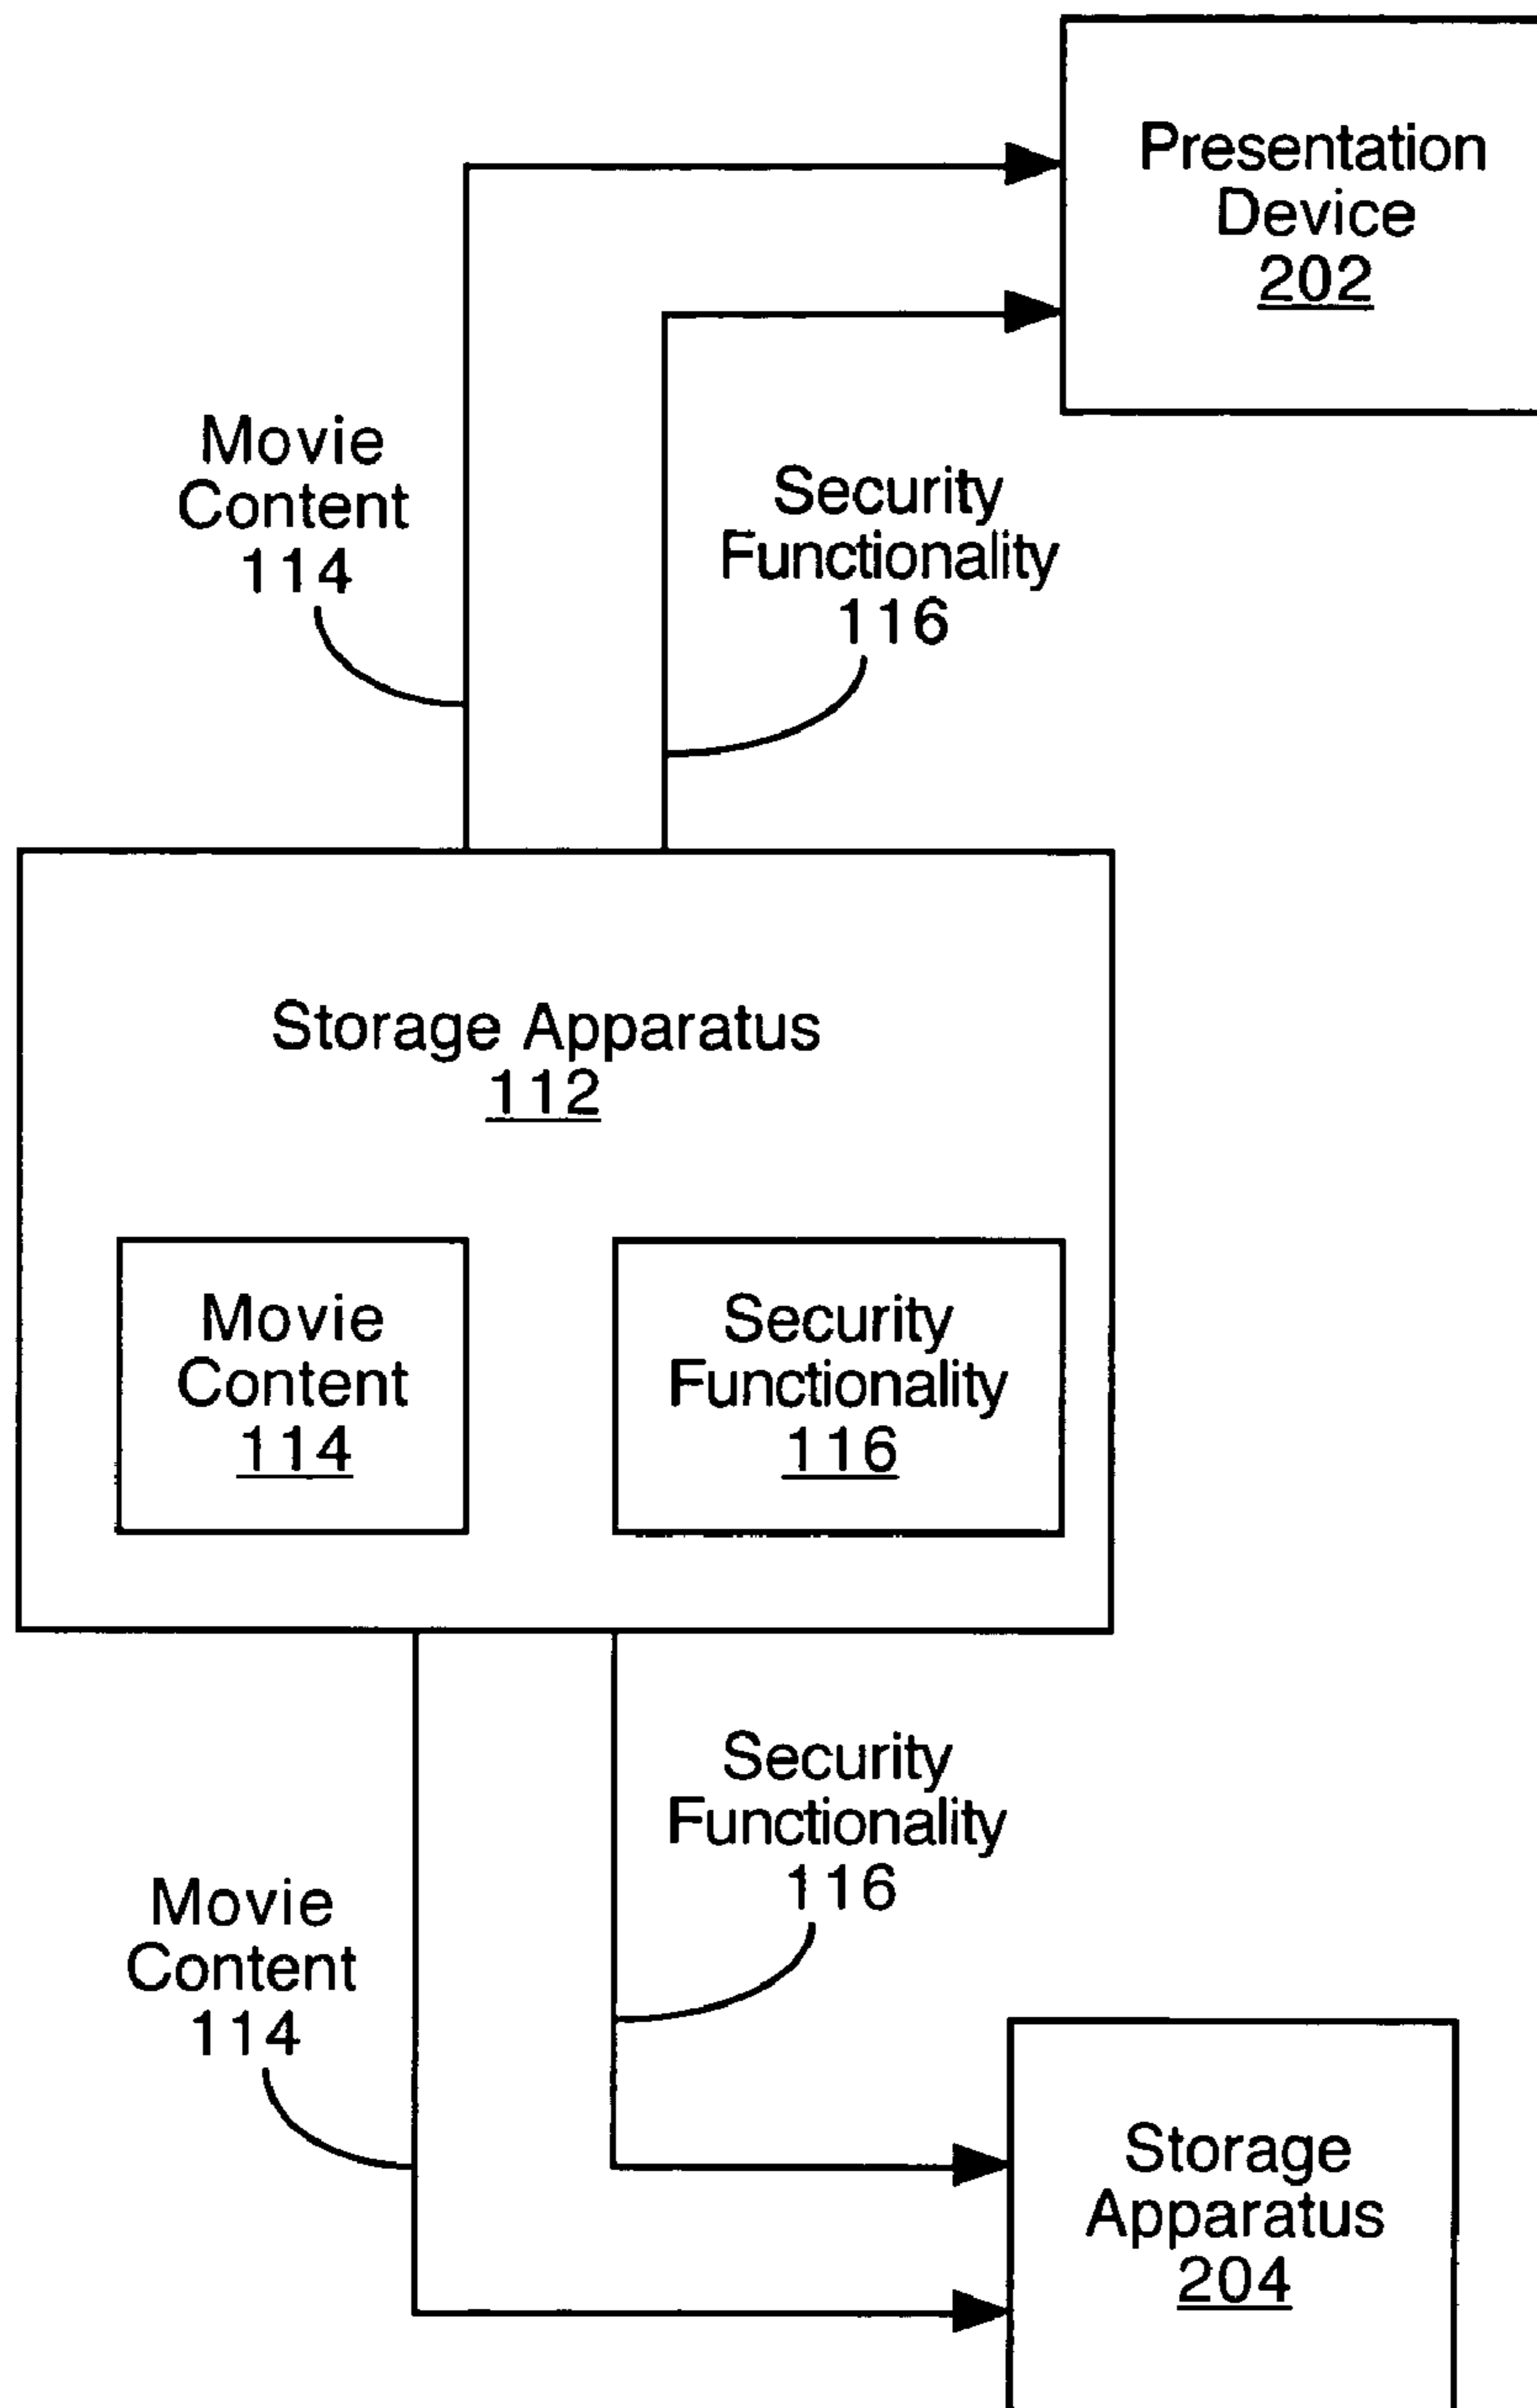 Presentation
Device
202
Movie
Content
114
Security
Functionality
116
Storage Apparatus
112
Movie
Content
114
Security
Functionality
116
Security
Functionality
116
Movie
Content
114
Storage
Apparatus
204